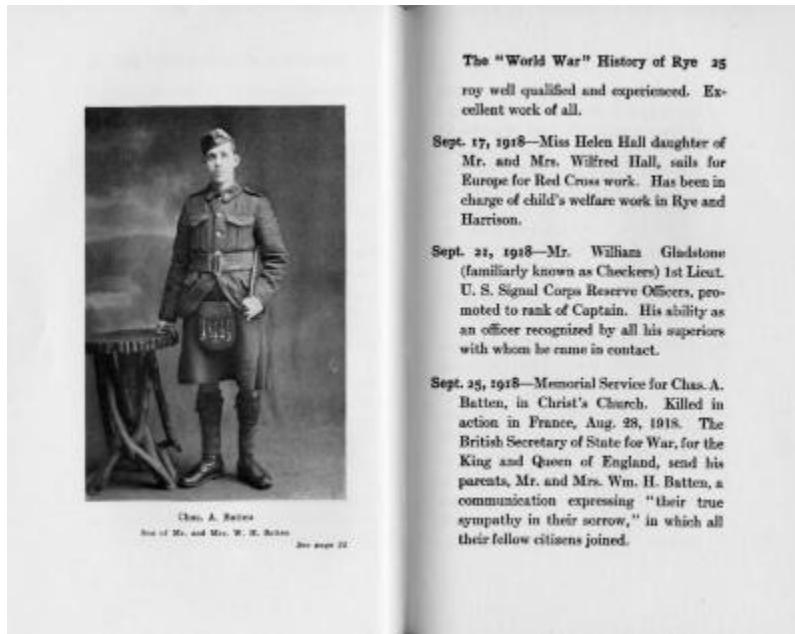 Chas. A. Batten
Son of Mr. and Mrs. W. H. Batten
See page
The "World War" History of Rye 25
roy well qualified and experienced. Ex-
cellent work of all.
Sept. 17, 1918—Miss Helen Hall daughter of
Mr. and Mrs. Wilfred Hall, sails for
Europe for Red Cross work. Has been in
charge of child's welfare work in Rye and
Harrison.
Sept. 21, 1918—Mr. William Gladstone
(familiarly known as Checkers) 1st Lieut.
U. S. Signal Corps Reserve Officers, pro-
moted to rank of Captain. His ability as
an officer recognized by all his superiors
with whom he came in contact.
Sept. 25, 1918—Memorial Service for Chas. A.
Batten, in Christ's Church. Killed in
action in France, Aug. 28, 1918. The
British Secretary of State for War, for the
King and Queen of England, send his
parents, Mr. and Mrs. Wm. H. Batten, a
communication expressing "their true
sympathy in their sorrow," in which all
their fellow citizens joined.